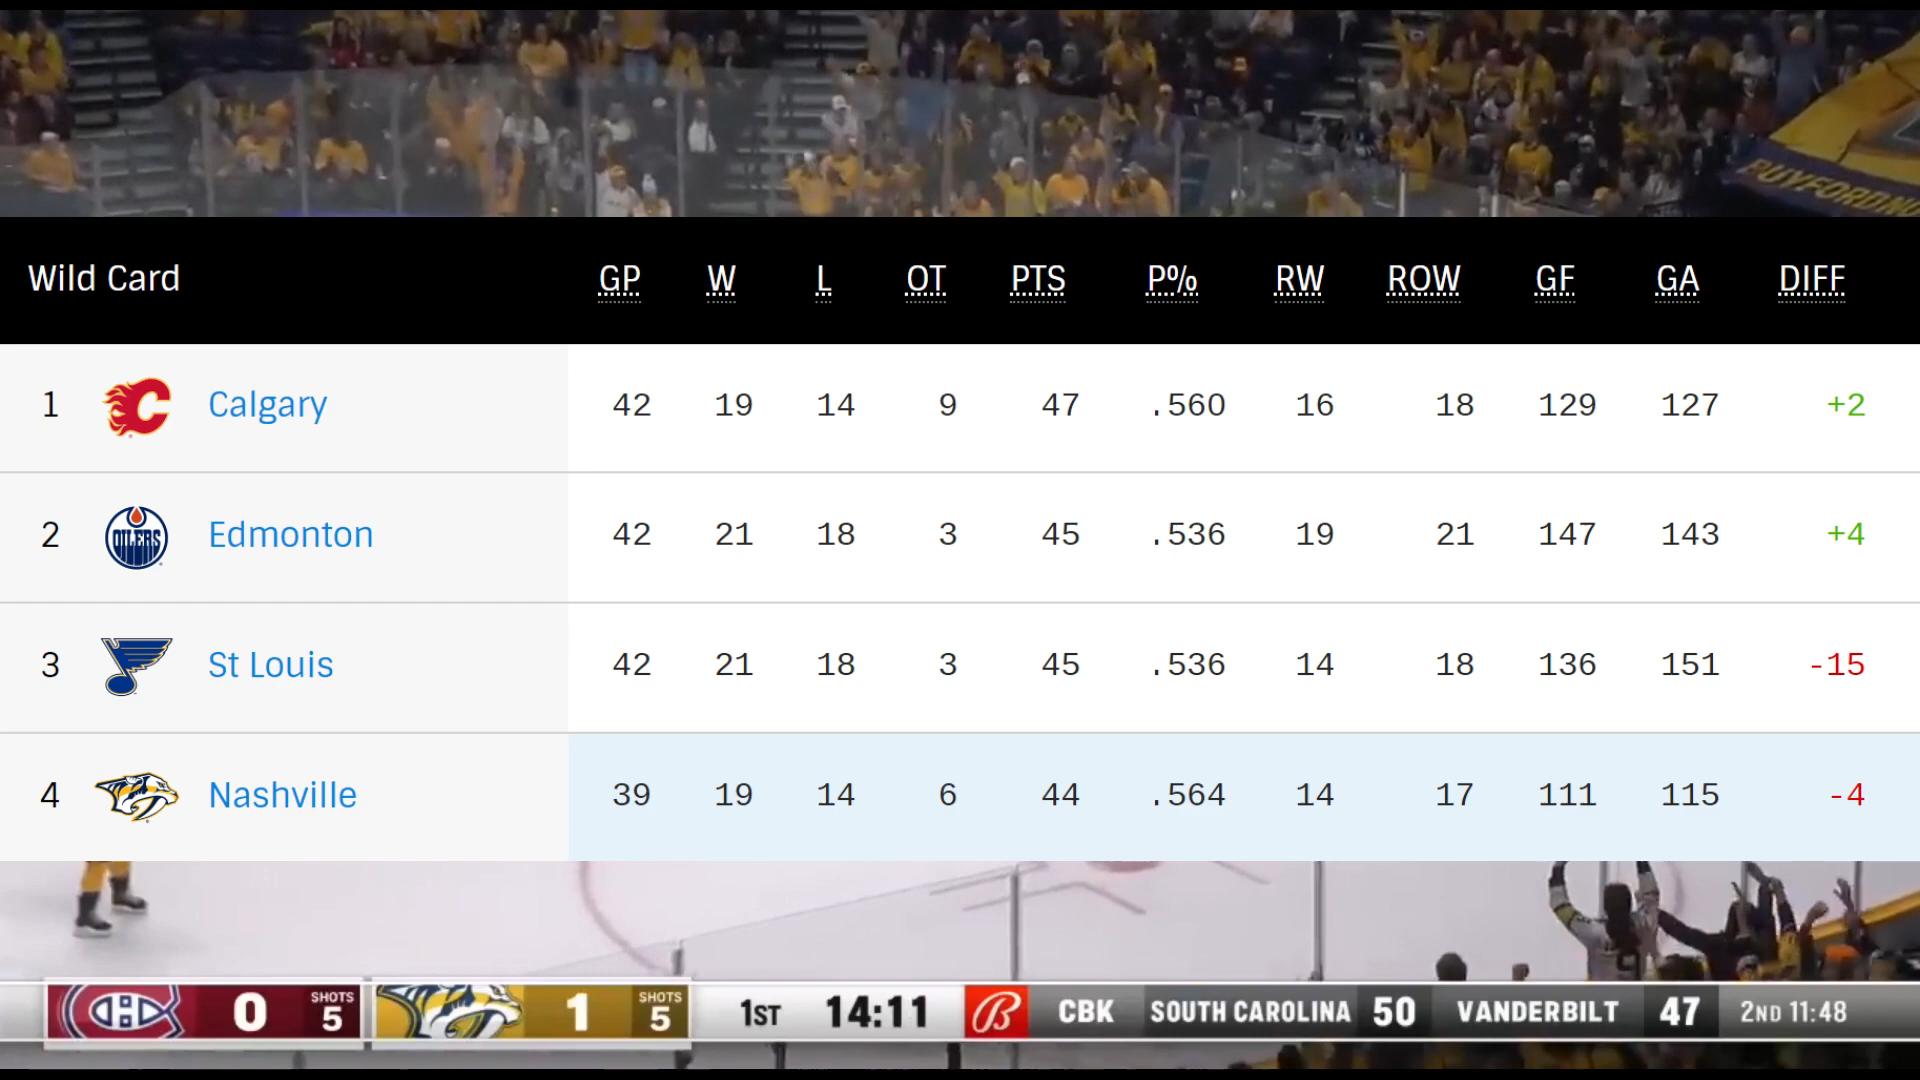 BUYFORDNO
Wild Card GP W L OT PTS P% RW ROW GF GA DIFF
1 Calgary 42 19 14 9 47 .560 16 18 129 127 +2
2 OILERS Edmonton 42 21 18 3 45 .536 19 21 147 143 +4
3 St Louis 42 21 18 3 45 .536 14 18 136 151 -15
4 Nashville 39 19 14 6 44 .564 14 17 111 115 -4
0 SHOTS 5 1 SHOTS 5 1ST 14:11 B CBK SOUTH CAROLINA 50 VANDERBILT 47 2ND 11:48